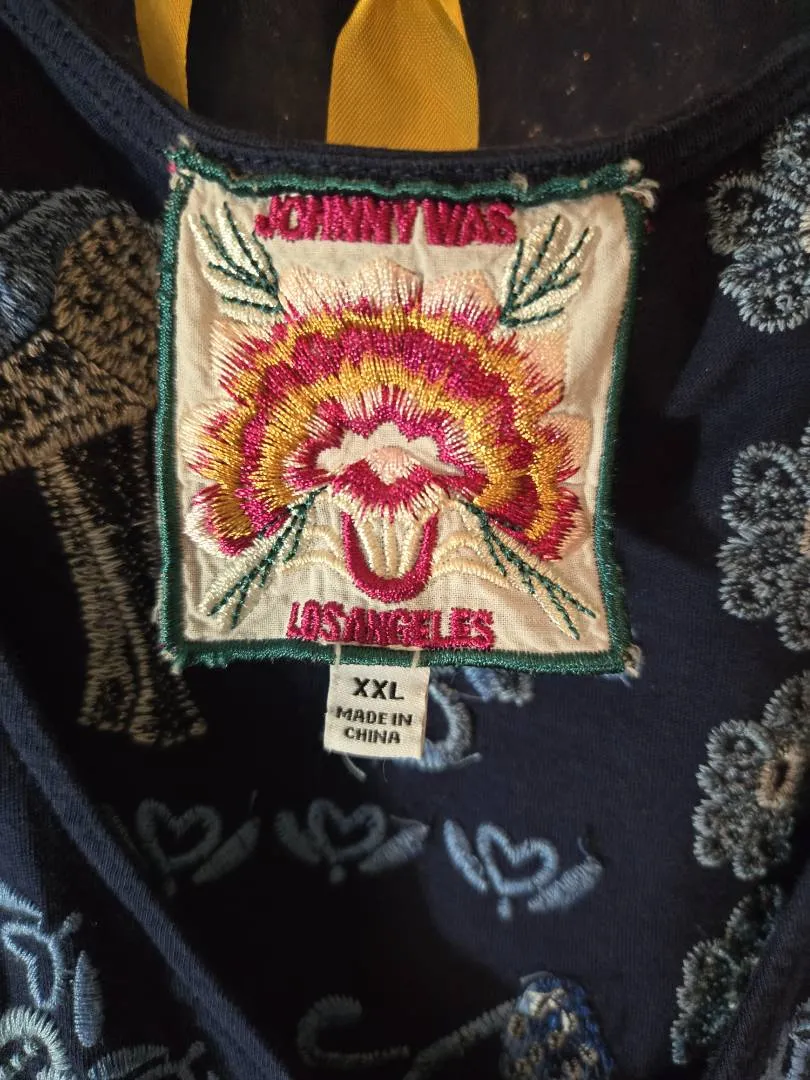 JOHNNY WAS
LOS ANGELES
XXL
MADE IN
CHINA